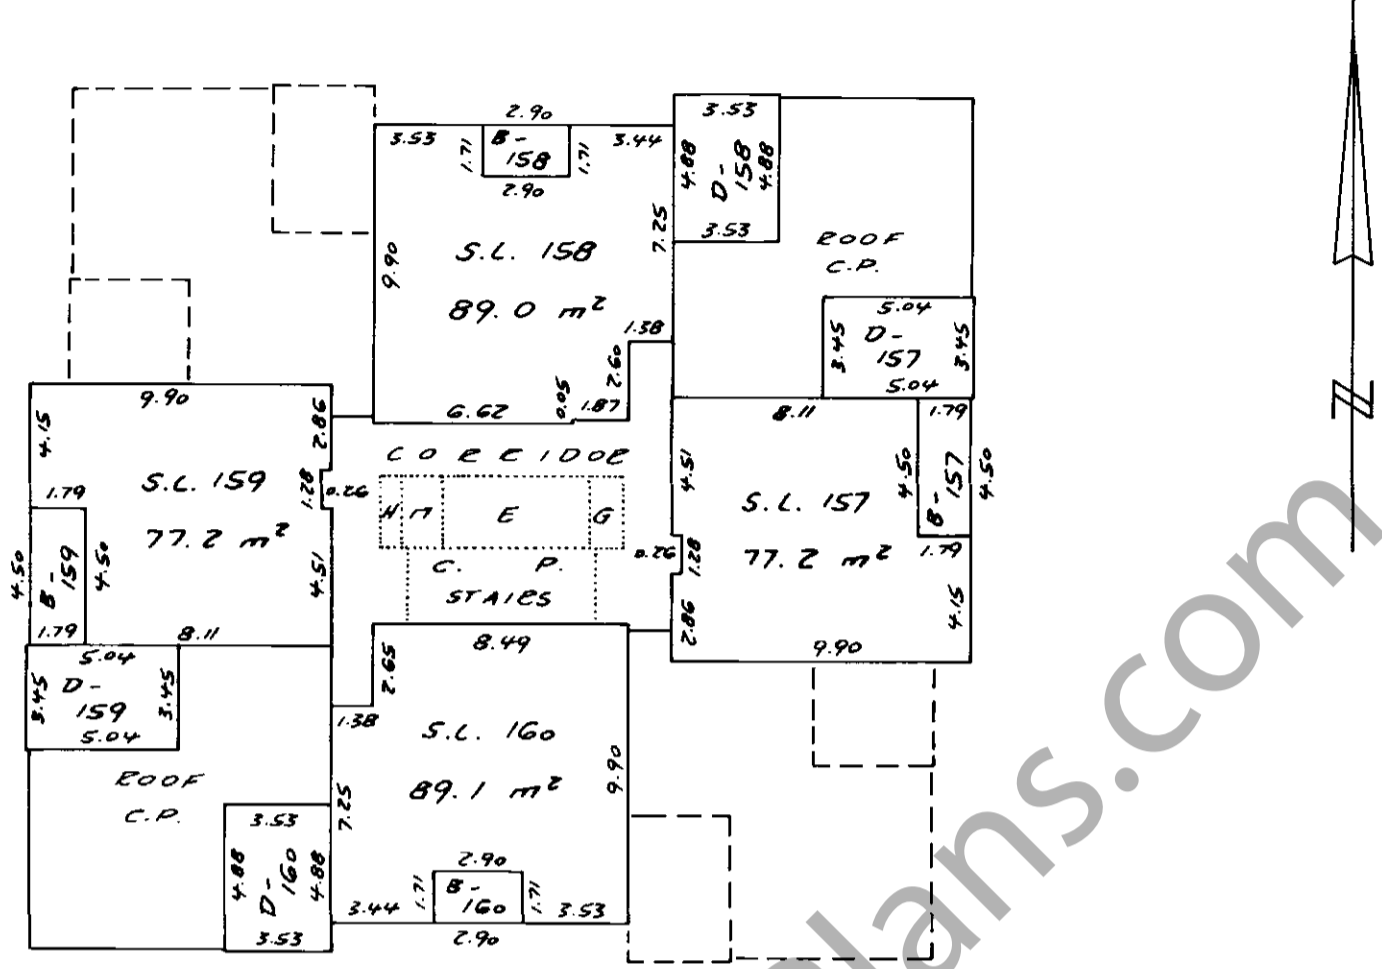 2.90
3.53
1.71
B-
158
1.71
3.44
2.90
9.90
S.L. 158
89.0 m²
7.25
1.38
2.60
6.62
0.05
1.87
3.53
4.88
D-
158
4.88
3.53
ROOF
C.P.
5.04
3.45
D-
157
3.45
5.04
9.90
4.15
2.86
S.L. 159
77.2 m²
1.28
0.26
1.79
4.50
B-
159
4.50
4.51
1.79
8.11
CORRIDOR
H
M
E
G
C. P.
STAIRS
8.11
1.79
4.51
4.50
B-
157
4.50
S.L. 157
77.2 m²
0.26
1.28
1.79
2.86
4.15
9.90
5.04
3.45
D-
159
3.45
5.04
ROOF
C.P.
3.53
4.88
D-
160
4.88
3.53
8.49
2.65
1.38
S.L. 160
89.1 m²
9.90
7.25
2.90
3.44
1.71
B-
160
1.71
3.53
2.90
N
lans.com